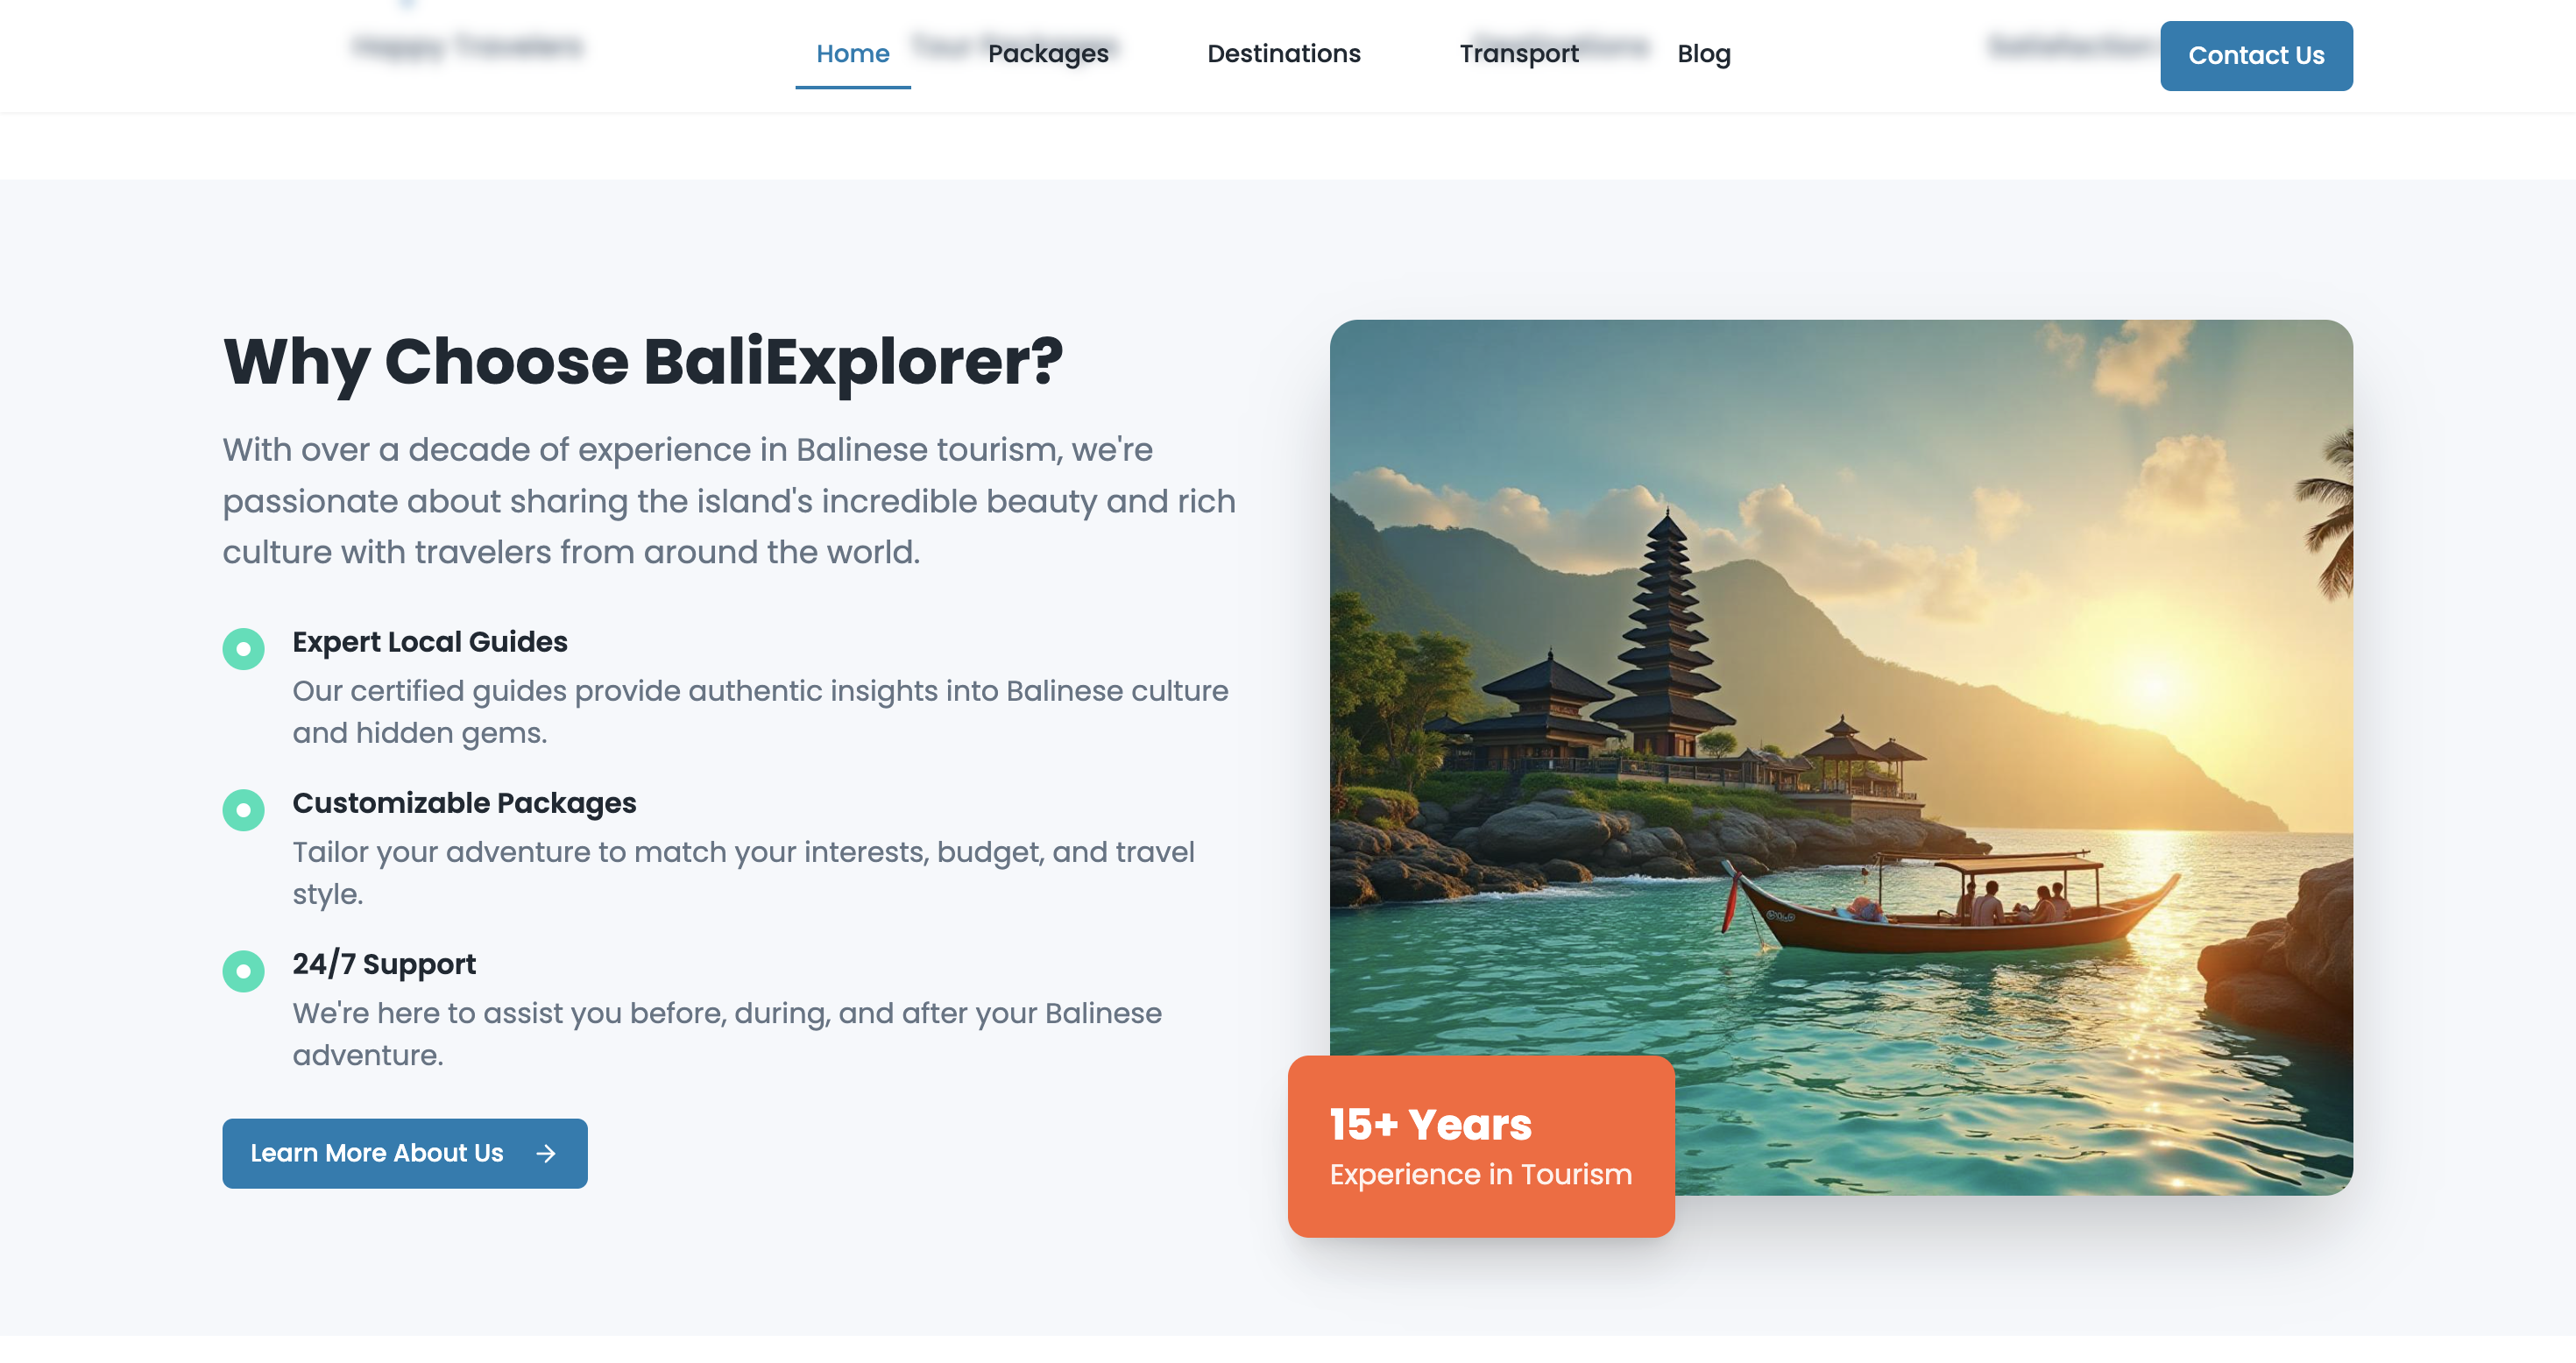 Happy Travelers
Home
Packages
Destinations
Transport
Blog
Contact Us
Why Choose BaliExplorer?
With over a decade of experience in Balinese tourism, we're
passionate about sharing the island's incredible beauty and rich
culture with travelers from around the world.
Expert Local Guides
Our certified guides provide authentic insights into Balinese culture
and hidden gems.
Customizable Packages
Tailor your adventure to match your interests, budget, and travel
style.
24/7 Support
We're here to assist you before, during, and after your Balinese
adventure.
Learn More About Us →
15+ Years
Experience in Tourism